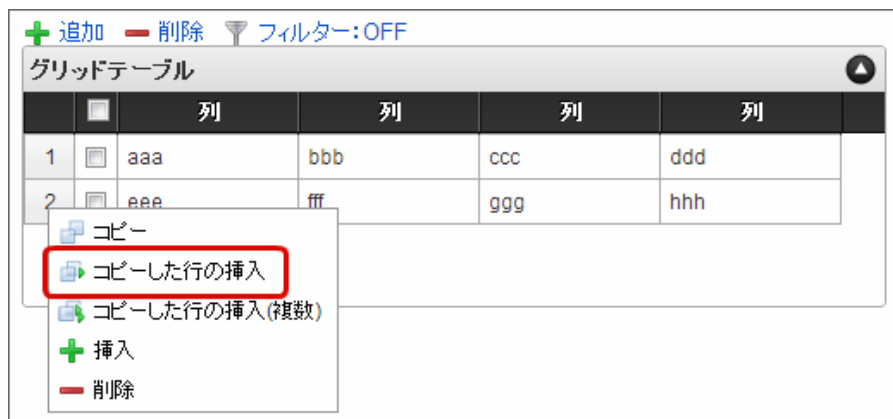 追加 削除 フィルター:OFF
グリッドテーブル
列 列 列 列
1 aaa bbb ccc ddd
2 eee fff ggg hhh
コピー
コピーした行の挿入
コピーした行の挿入(複数)
挿入
削除